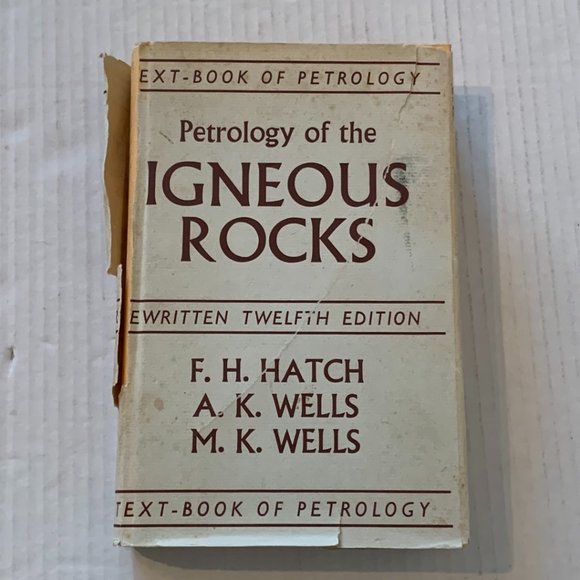 EXT-BOOK OF PETROLOGY
Petrology of the
IGNEOUS
ROCKS
EWRITTEN TWELFTH EDITION
F. H. HATCH
A. K. WELLS
M. K. WELLS
TEXT-BOOK OF PETROLOGY